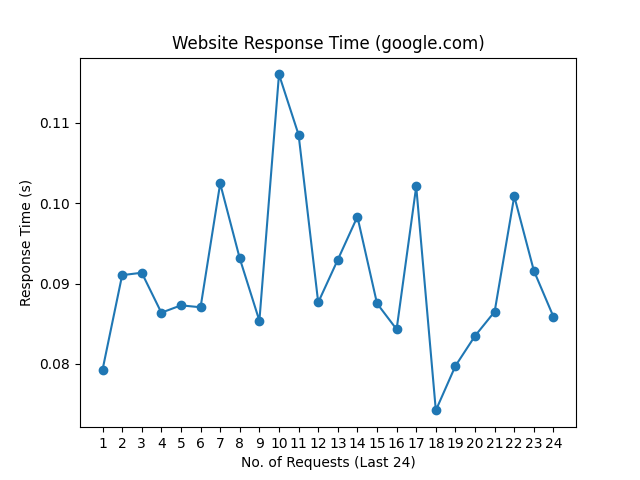 Website Response Time (google.com)
0.11
0.10
0.09
0.08
Response Time (s)
1 2 3 4 5 6 7 8 9 10 11 12 13 14 15 16 17 18 19 20 21 22 23 24
No. of Requests (Last 24)